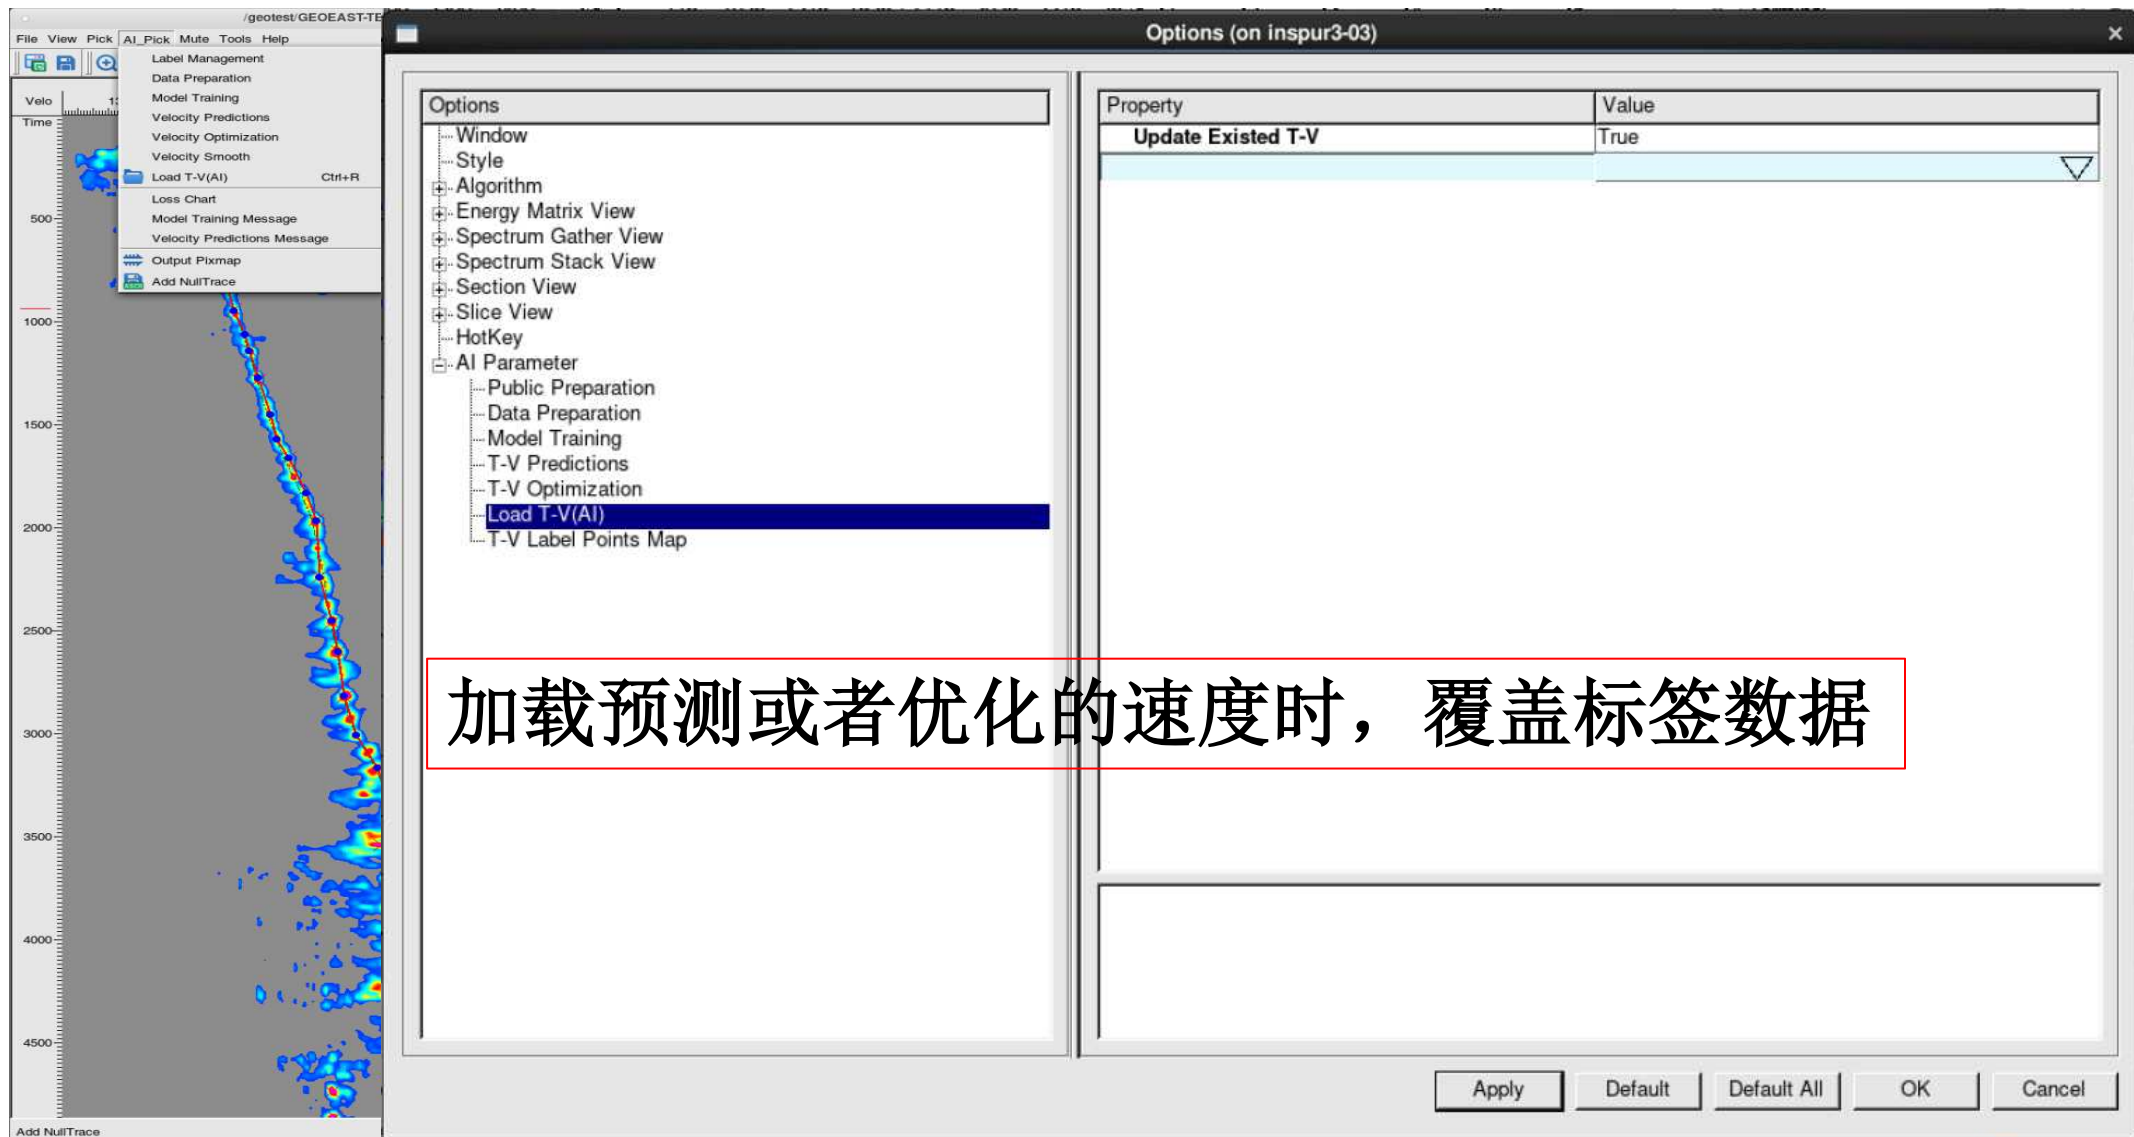 /geotest/GEOEAST-TE
File View Pick AI_Pick Mute Tools Help
Label Management
Data Preparation
Model Training
Velocity Predictions
Velocity Optimization
Velocity Smooth
Load T-V(AI) Ctrl+R
Loss Chart
Model Training Message
Velocity Predictions Message
Output Pixmap
Add NullTrace
Velo
Time
500
1000
1500
2000
2500
3000
3500
4000
4500
Add NullTrace
Options (on inspur3-03)
Options
Window
Style
Algorithm
Energy Matrix View
Spectrum Gather View
Spectrum Stack View
Section View
Slice View
HotKey
AI Parameter
Public Preparation
Data Preparation
Model Training
T-V Predictions
T-V Optimization
Load T-V(AI)
T-V Label Points Map
Property Value
Update Existed T-V True
加载预测或者优化的速度时，覆盖标签数据
Apply Default Default All OK Cancel